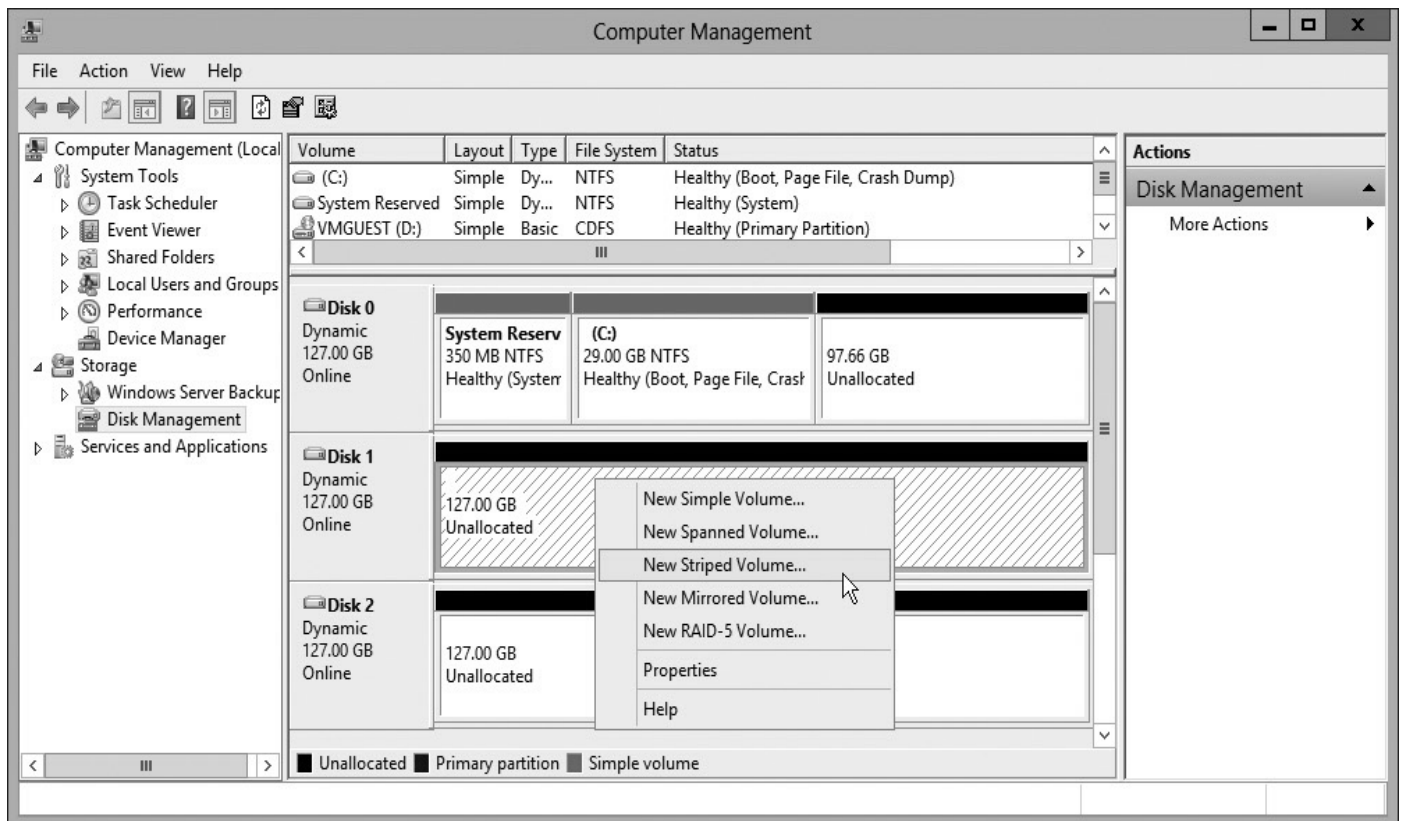 Computer Management
File Action View Help
Computer Management (Local
System Tools
Task Scheduler
Event Viewer
Shared Folders
Local Users and Groups
Performance
Device Manager
Storage
Windows Server Backup
Disk Management
Services and Applications
Volume Layout Type File System Status
(C:) Simple Dy... NTFS Healthy (Boot, Page File, Crash Dump)
System Reserved Simple Dy... NTFS Healthy (System)
VMGUEST (D:) Simple Basic CDFS Healthy (Primary Partition)
Disk 0
Dynamic
127.00 GB
Online
System Reserv
350 MB NTFS
Healthy (System
(C:)
29.00 GB NTFS
Healthy (Boot, Page File, Crash
97.66 GB
Unallocated
Disk 1
Dynamic
127.00 GB
Online
127.00 GB
Unallocated
New Simple Volume...
New Spanned Volume...
New Striped Volume...
New Mirrored Volume...
New RAID-5 Volume...
Properties
Help
Disk 2
Dynamic
127.00 GB
Online
127.00 GB
Unallocated
Unallocated Primary partition Simple volume
Actions
Disk Management
More Actions